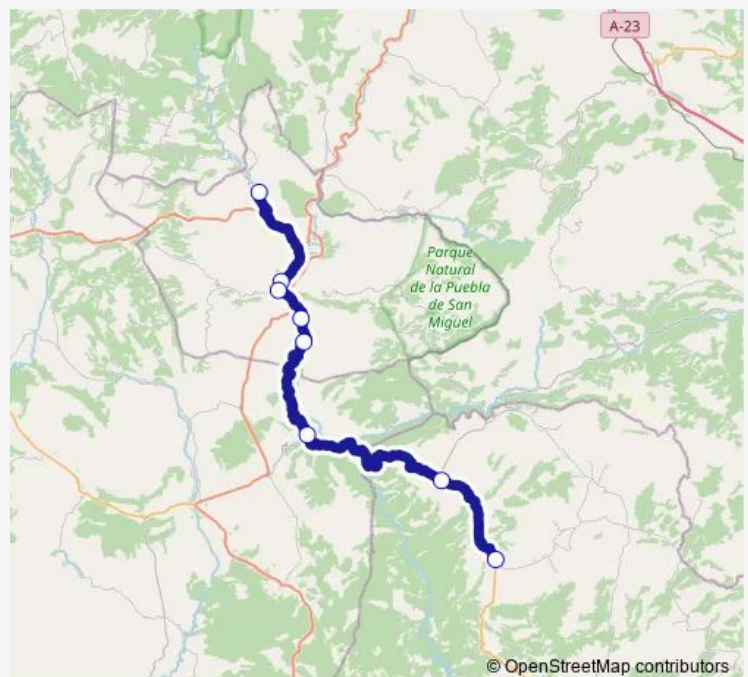 A-23
Parque
Natural
de la Puebla
de San
Miguel
© OpenStreetMap contributors